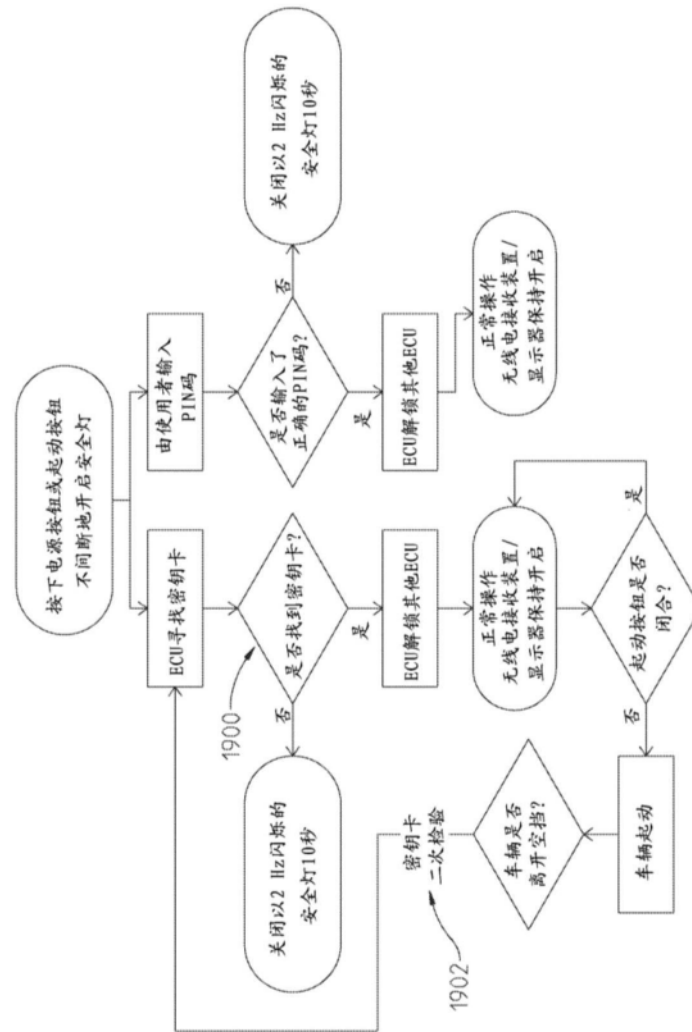 按下电源按钮或起动按钮
不间断地开启安全灯
ECU寻找密钥卡
由使用者输入
PIN码
1900
是否找到密钥卡?
否
是
关闭以2 Hz闪烁的
安全灯10秒
是否输入了
正确的PIN码?
否
是
关闭以2 Hz闪烁的
安全灯10秒
ECU解锁其他ECU
ECU解锁其他ECU
正常操作
无线电接收装置/
显示器保持开启
正常操作
无线电接收装置/
显示器保持开启
密钥卡
二次检验
1902
车辆是否
离开空挡?
起动按钮是否
闭合?
否
是
车辆起动